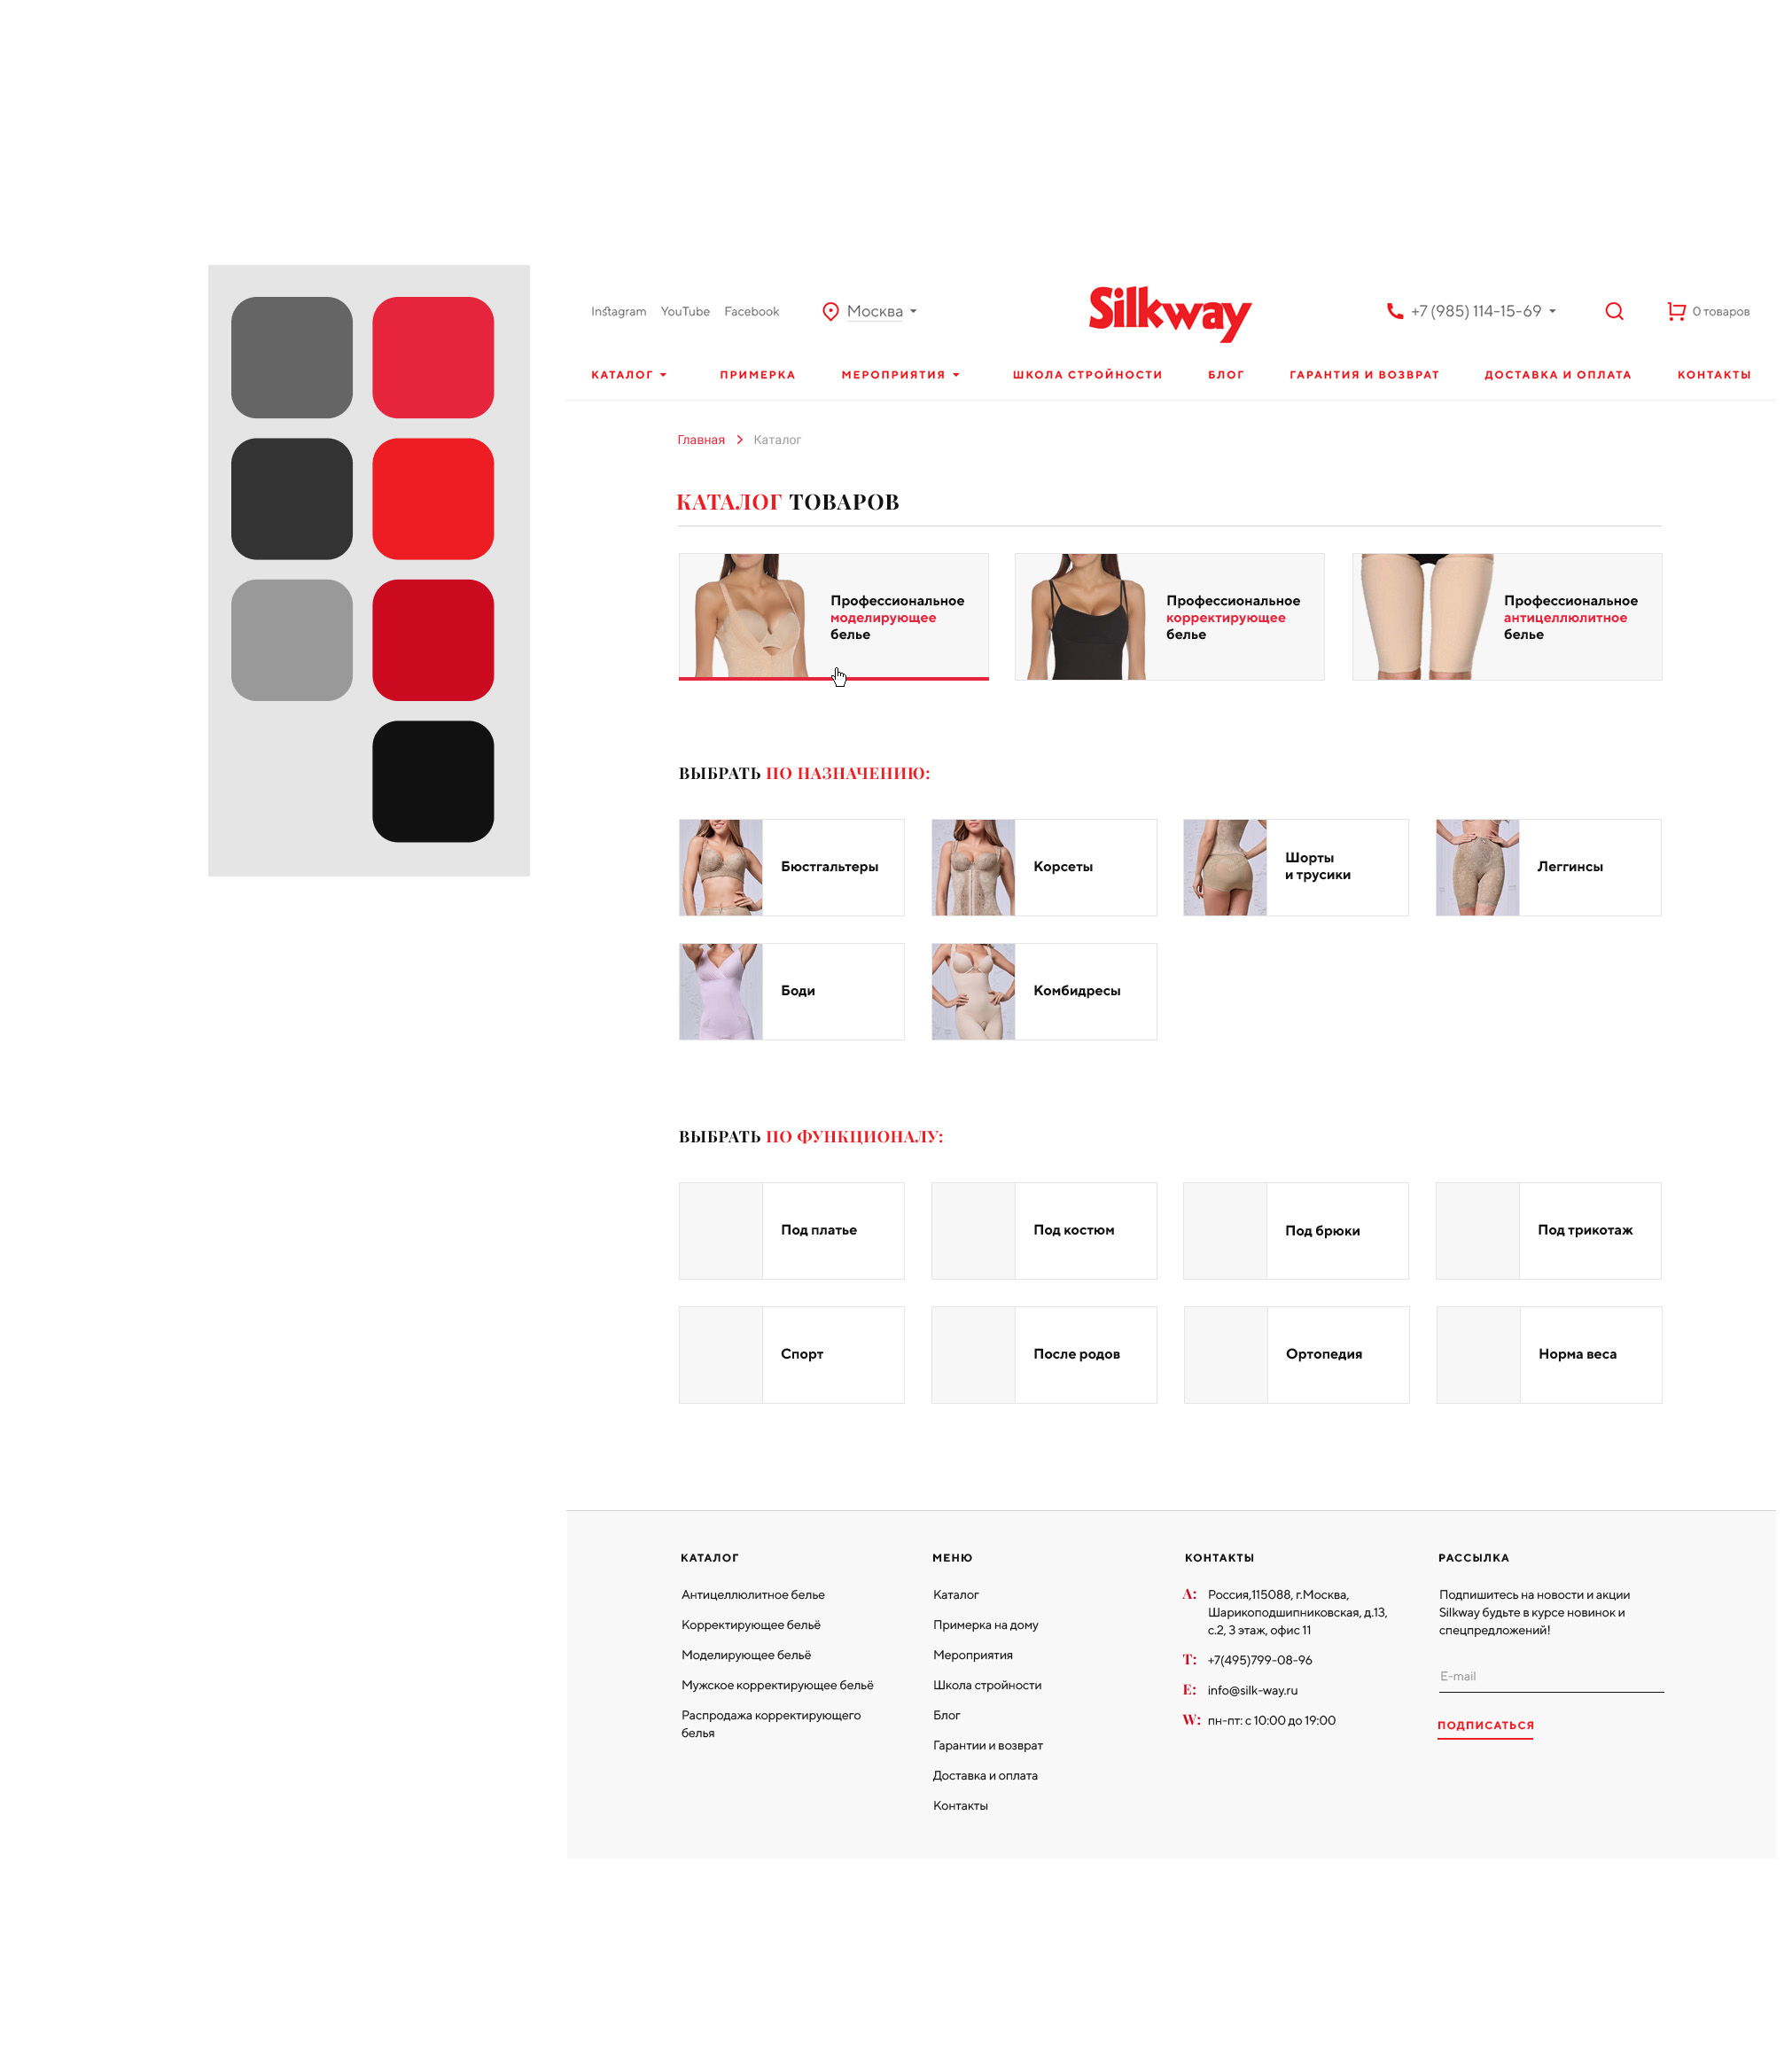 Instagram YouTube Facebook Москва Silkway +7 (985) 114-15-69 0 товаров
КАТАЛОГ ПРИМЕРКА МЕРОПРИЯТИЯ ШКОЛА СТРОЙНОСТИ БЛОГ ГАРАНТИЯ И ВОЗВРАТ ДОСТАВКА И ОПЛАТА КОНТАКТЫ
Главная Каталог
КАТАЛОГ ТОВАРОВ
Профессиональное
моделирующее
белье
Профессиональное
корректирующее
белье
Профессиональное
антицеллюлитное
белье
ВЫБРАТЬ ПО НАЗНАЧЕНИЮ:
Бюстгальтеры
Корсеты
Шорты
и трусики
Леггинсы
Боди
Комбидресы
ВЫБРАТЬ ПО ФУНКЦИОНАЛУ:
Под платье
Под костюм
Под брюки
Под трикотаж
Спорт
После родов
Ортопедия
Норма веса
КАТАЛОГ
Антицеллюлитное белье
Корректирующее бельё
Моделирующее бельё
Мужское корректирующее бельё
Распродажа корректирующего
белья
МЕНЮ
Каталог
Примерка на дому
Мероприятия
Школа стройности
Блог
Гарантии и возврат
Доставка и оплата
Контакты
КОНТАКТЫ
A: Россия,115088, г.Москва,
Шарикоподшипниковская, д.13,
с.2, 3 этаж, офис 11
T: +7(495)799-08-96
E: info@silk-way.ru
W: пн-пт: с 10:00 до 19:00
РАССЫЛКА
Подпишитесь на новости и акции
Silkway будьте в курсе новинок и
спецпредложений!
E-mail
ПОДПИСАТЬСЯ